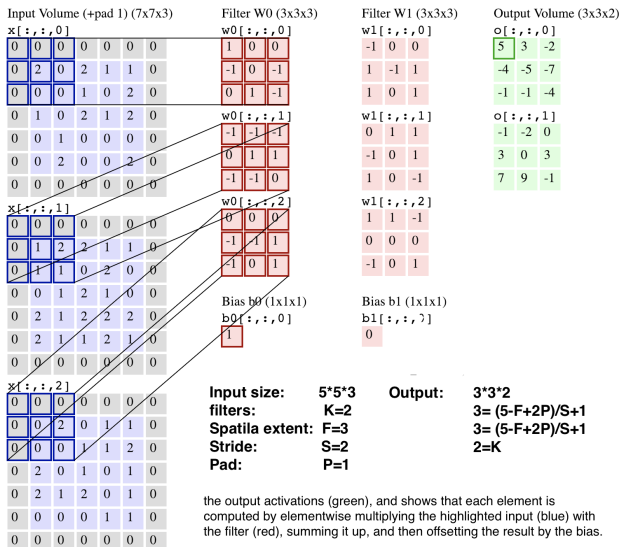 Input Volume (+pad 1) (7x7x3)
x[:,:,0]
0 0 0 0 0 0 0
0 2 0 2 1 1 0
0 0 0 1 0 2 0
0 1 0 2 1 2 0
0 0 1 0 0 0 0
0 0 2 0 0 2 0
0 0 0 0 0 0 0
x[:,:,1]
0 0 0 0 0 0 0
0 1 2 2 1 1 0
0 1 1 0 2 0 0
0 0 1 2 1 0 0
0 2 1 2 2 2 0
0 2 1 1 2 1 0
0 0 0 0 0 0 0
x[:,:,2]
0 0 0 0 0 0 0
0 0 2 0 1 1 0
0 0 0 1 1 2 0
0 2 0 1 0 1 0
0 2 1 2 0 1 0
0 0 0 0 1 1 0
0 0 0 0 0 0 0
Filter W0 (3x3x3)
w0[:,:,0]
1 0 0
-1 0 -1
0 1 -1
w0[:,:,1]
-1 -1 -1
0 1 1
-1 -1 0
w0[:,:,2]
0 0 0
-1 -1 1
-1 0 1
Bias b0 (1x1x1)
b0[:,:,0]
1
Filter W1 (3x3x3)
w1[:,:,0]
-1 0 0
1 -1 1
1 0 1
w1[:,:,1]
0 1 1
-1 0 1
1 0 -1
w1[:,:,2]
1 1 -1
0 0 0
-1 0 1
Bias b1 (1x1x1)
b1[:,:,0]
0
Output Volume (3x3x2)
o[:,:,0]
5 3 -2
-4 -5 -7
-1 -1 -4
o[:,:,1]
-1 -2 0
3 0 3
7 9 -1
Input size: 5*5*3 Output: 3*3*2
filters: K=2 3= (5-F+2P)/S+1
Spatila extent: F=3 3= (5-F+2P)/S+1
Stride: S=2 2=K
Pad: P=1
the output activations (green), and shows that each element is
computed by elementwise multiplying the highlighted input (blue) with
the filter (red), summing it up, and then offsetting the result by the bias.